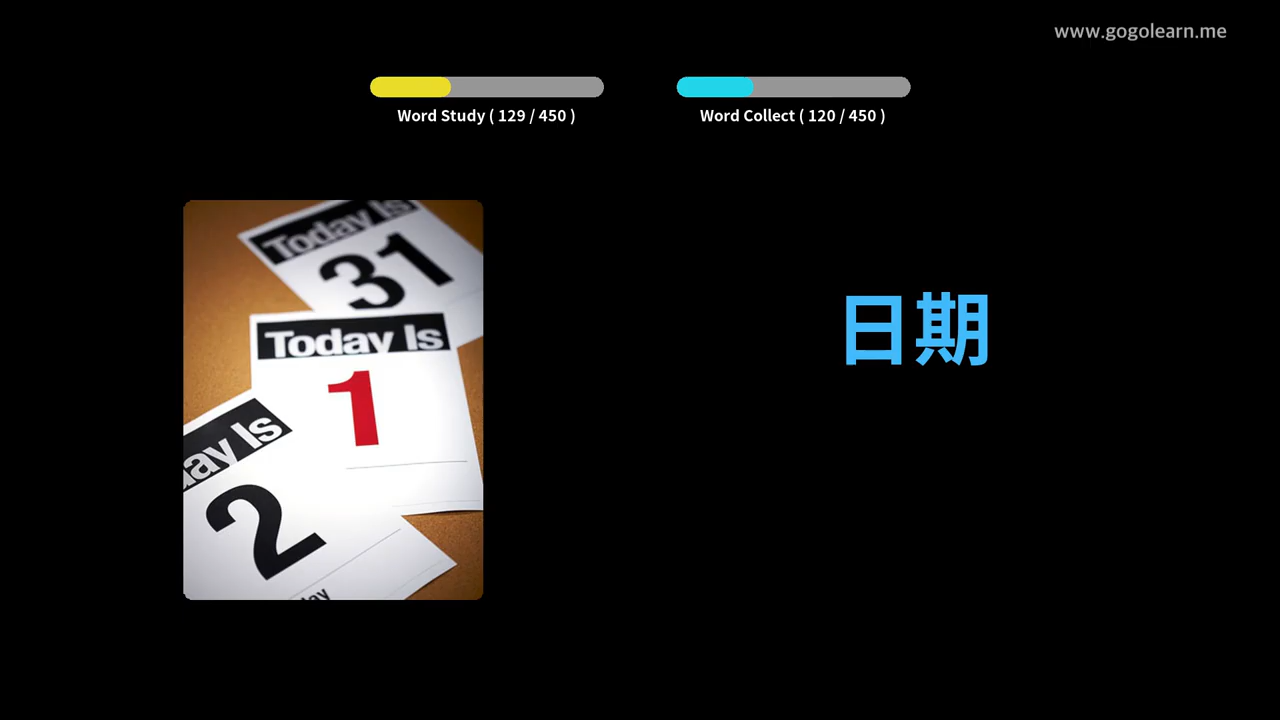 www.gogolearn.me
Word Study ( 129 / 450 )
Word Collect ( 120 / 450 )
Today Is
31
Today Is
1
ay Is
2
日期